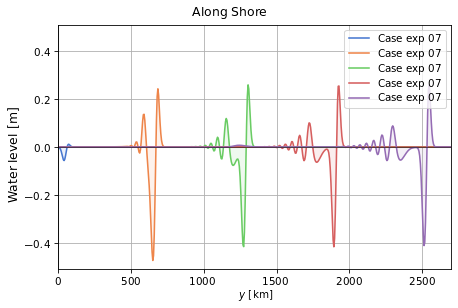 Along Shore
Case exp 07
Case exp 07
Case exp 07
Case exp 07
Case exp 07
Water level [m]
0.4
0.2
0.0
−0.2
−0.4
0
500
1000
1500
2000
2500
y [km]